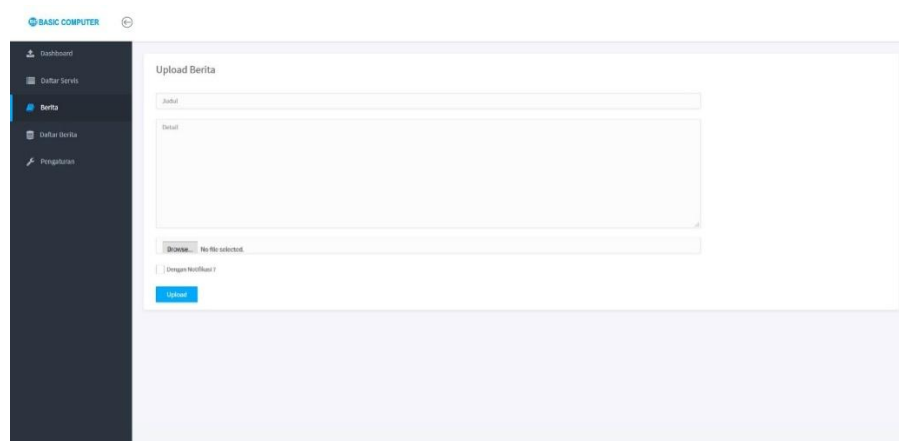 BASIC COMPUTER
Dashboard
Daftar Servis
Berita
Daftar Berita
Pengaturan
Upload Berita
Judul
Detail
Browse... No file selected.
Dengan Notifikasi ?
Upload